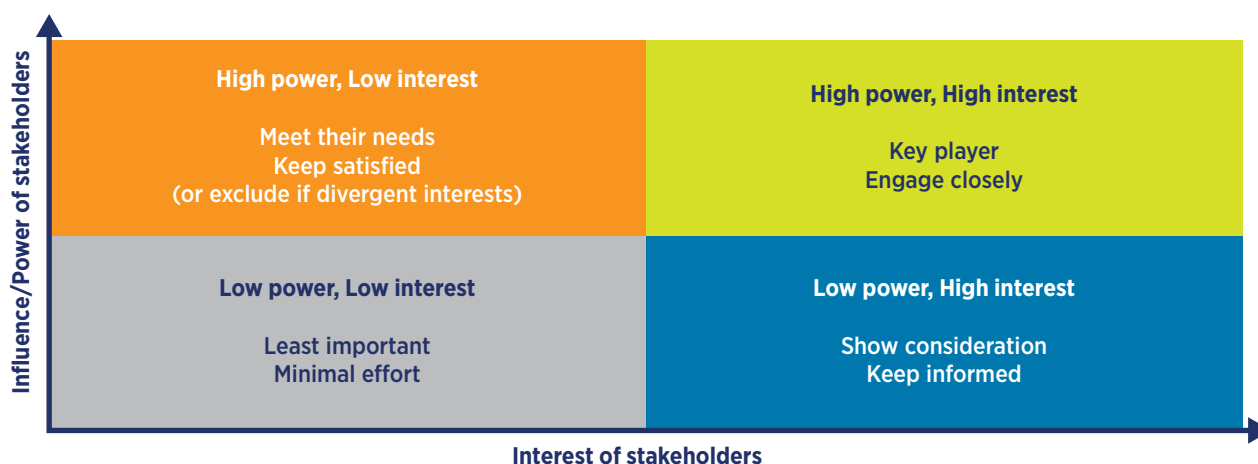 Influence/Power of stakeholders
High power, Low interest
Meet their needs
Keep satisfied
(or exclude if divergent interests)
High power, High interest
Key player
Engage closely
Low power, Low interest
Least important
Minimal effort
Low power, High interest
Show consideration
Keep informed
Interest of stakeholders